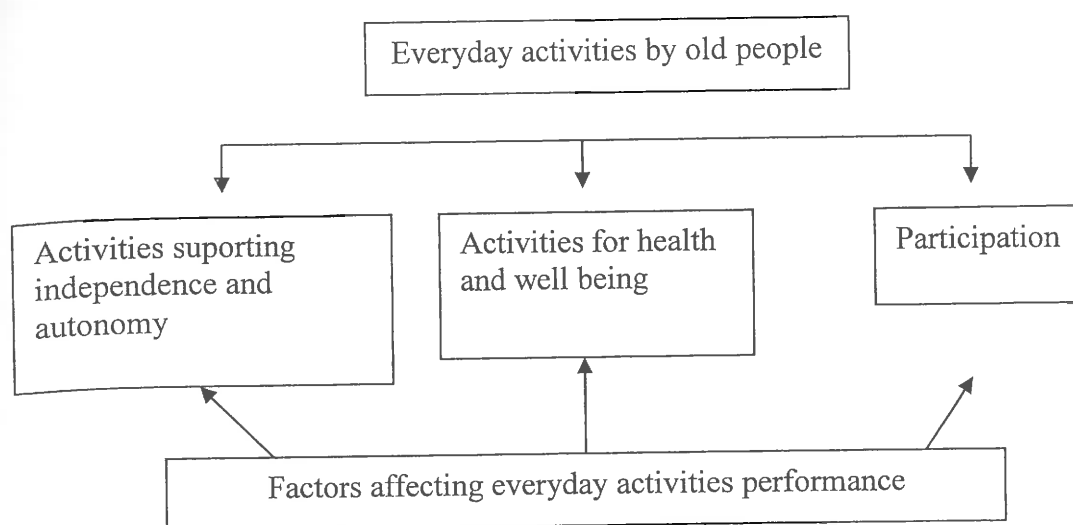 Everyday activities by old people
Activities suporting
independence and
autonomy
Activities for health
and well being
Participation
Factors affecting everyday activities performance